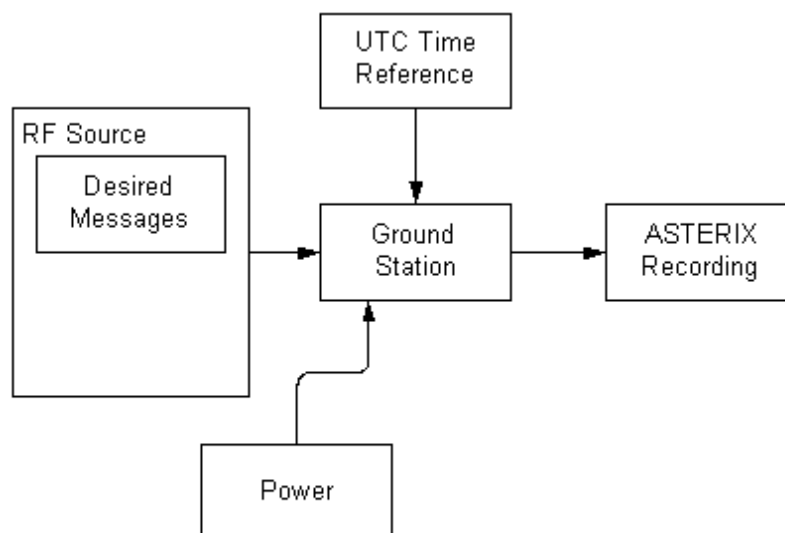 UTC Time
Reference
RF Source
Desired
Messages
Ground
Station
ASTERIX
Recording
Power